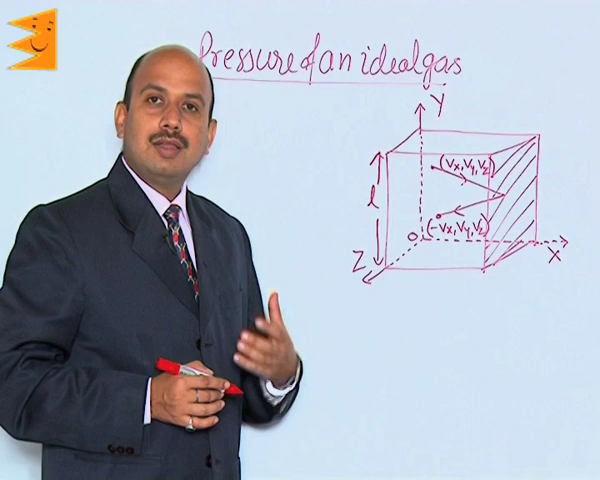 Pressure of an ideal gas
Y
(Vx, Vy, Vz)
l
(-Vx, Vy, Vz)
O
Z
X